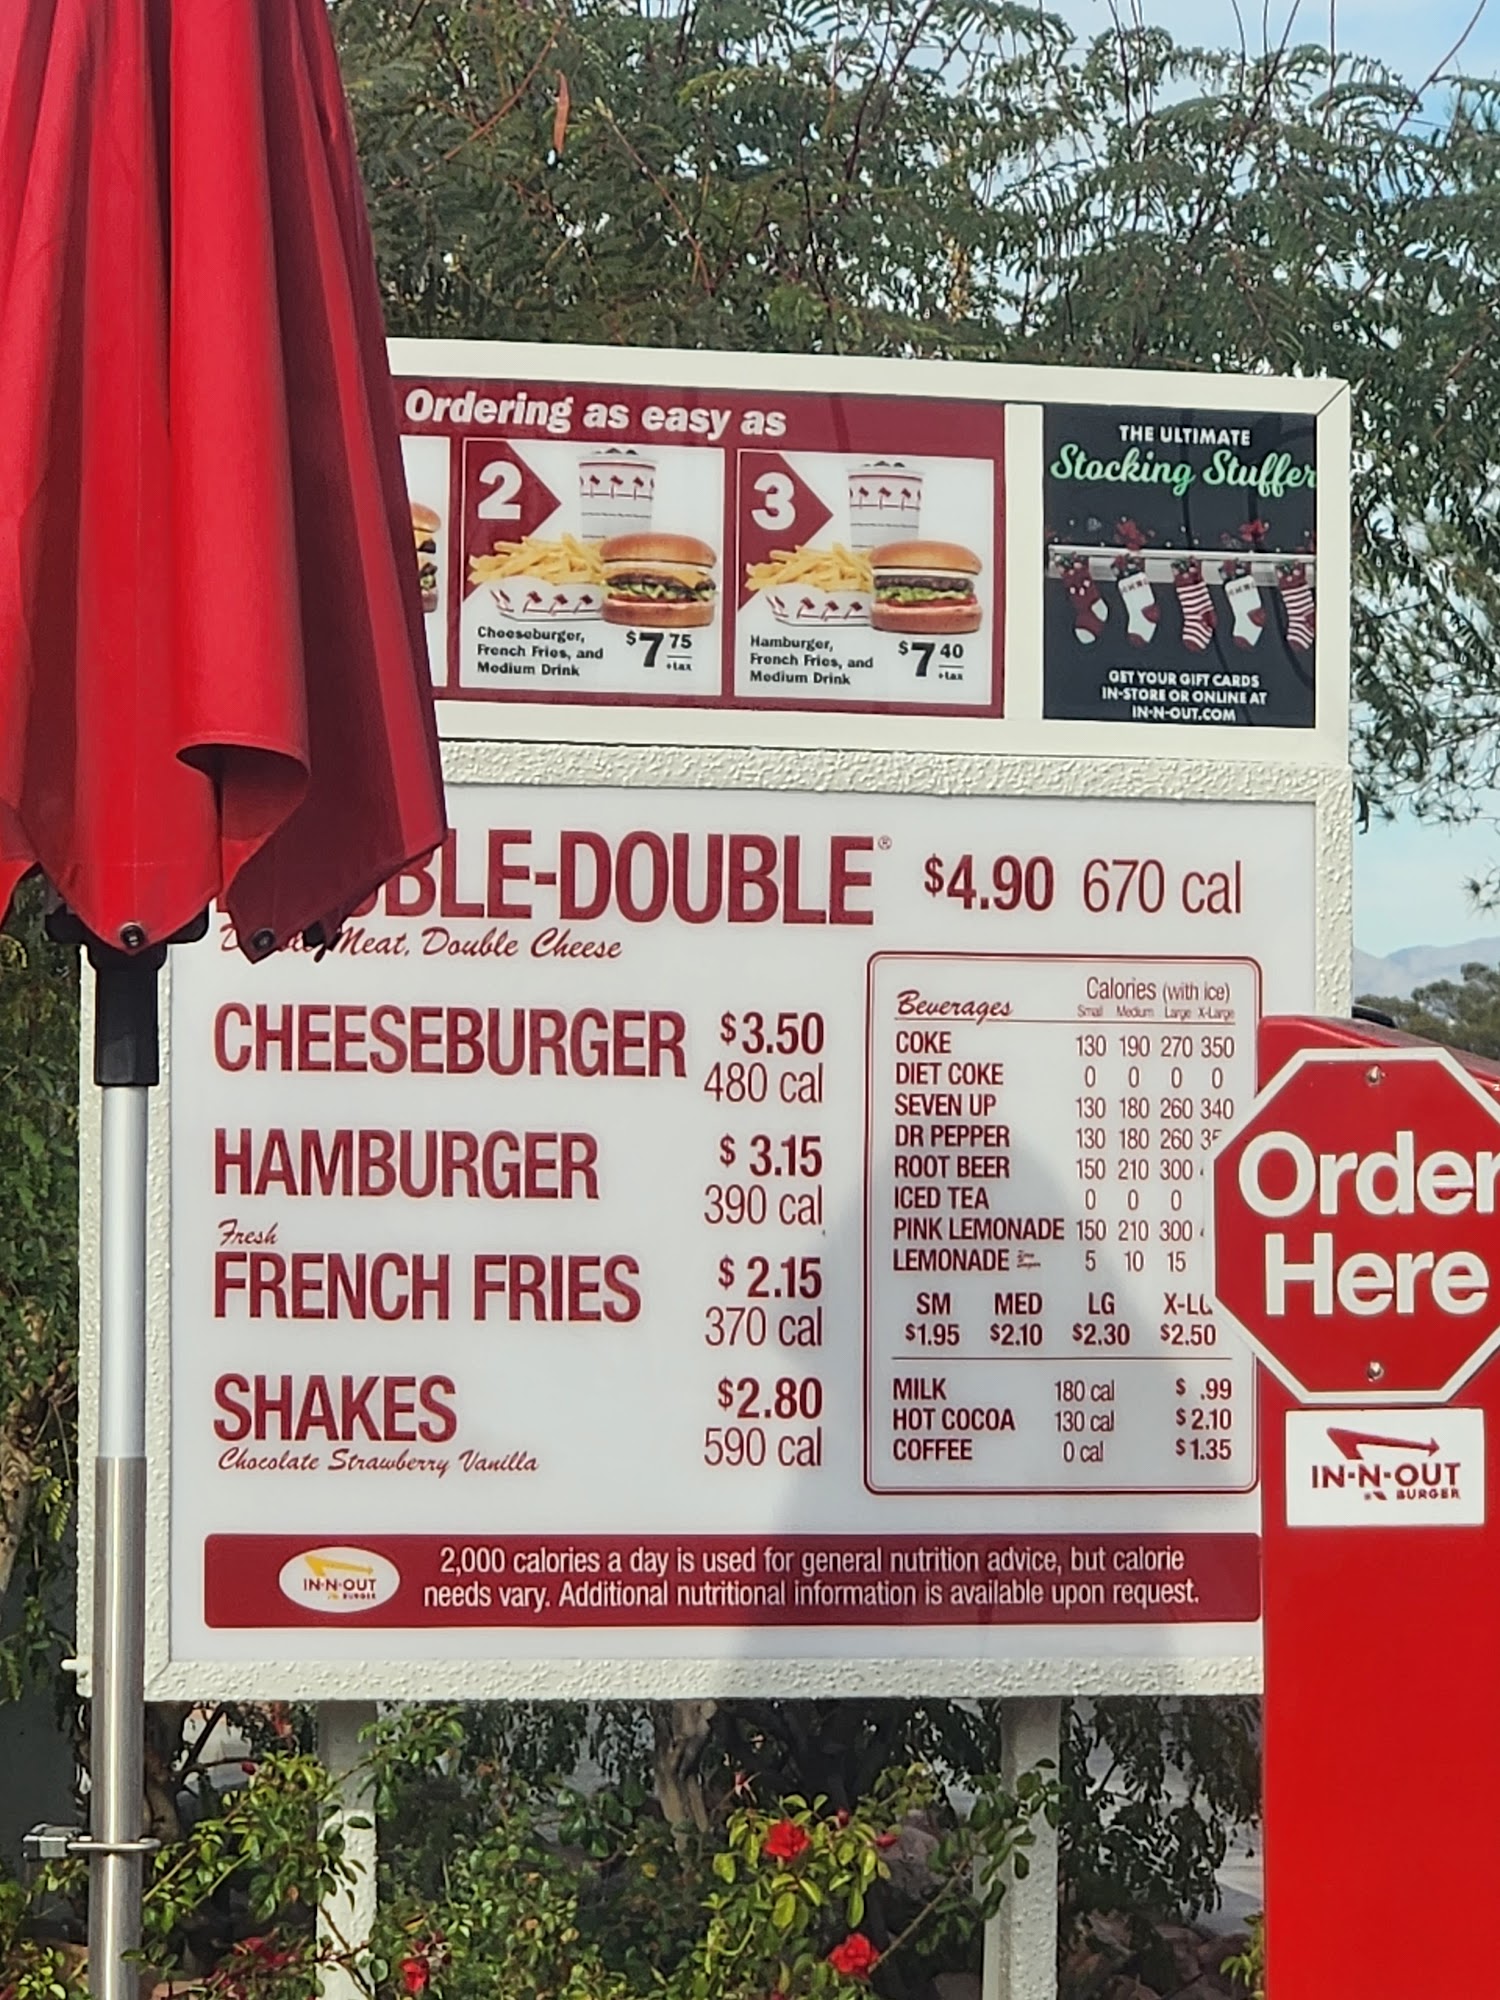 Ordering as easy as
2
Cheeseburger,
French Fries, and
Medium Drink
$7 75
+tax
3
Hamburger,
French Fries, and
Medium Drink
$7 40
+tax
THE ULTIMATE
Stocking Stuffer
GET YOUR GIFT CARDS
IN-STORE OR ONLINE AT
IN-N-OUT.COM
BLE-DOUBLE® $4.90 670 cal
Meat, Double Cheese
CHEESEBURGER $3.50
480 cal
HAMBURGER $3.15
390 cal
Fresh
FRENCH FRIES $2.15
370 cal
SHAKES $2.80
Chocolate Strawberry Vanilla 590 cal
Calories (with ice)
Beverages Small Medium Large X-Large
COKE 130 190 270 350
DIET COKE 0 0 0 0
SEVEN UP 130 180 260 340
DR PEPPER 130 180 260
ROOT BEER 150 210 300
ICED TEA 0 0 0
PINK LEMONADE 150 210 300
LEMONADE 5 10 15
SM MED LG X-LG
$1.95 $2.10 $2.30 $2.50
MILK 180 cal $ .99
HOT COCOA 130 cal $2.10
COFFEE 0 cal $1.35
IN-N-OUT
BURGER
2,000 calories a day is used for general nutrition advice, but calorie
needs vary. Additional nutritional information is available upon request.
Order
Here
IN-N-OUT
BURGER